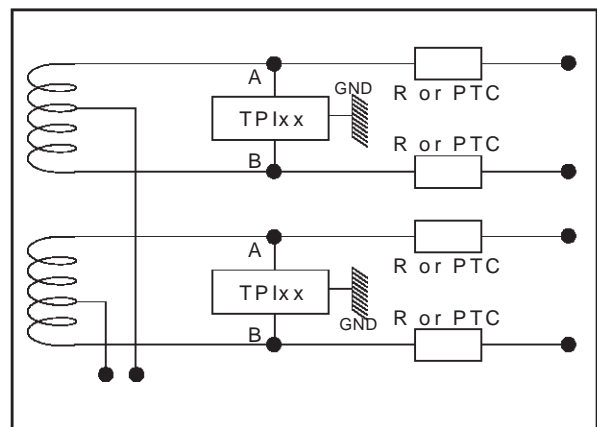 A
GND
R or PTC
TPIxx
R or PTC
B
A
R or PTC
TPIxx
GND
R or PTC
B